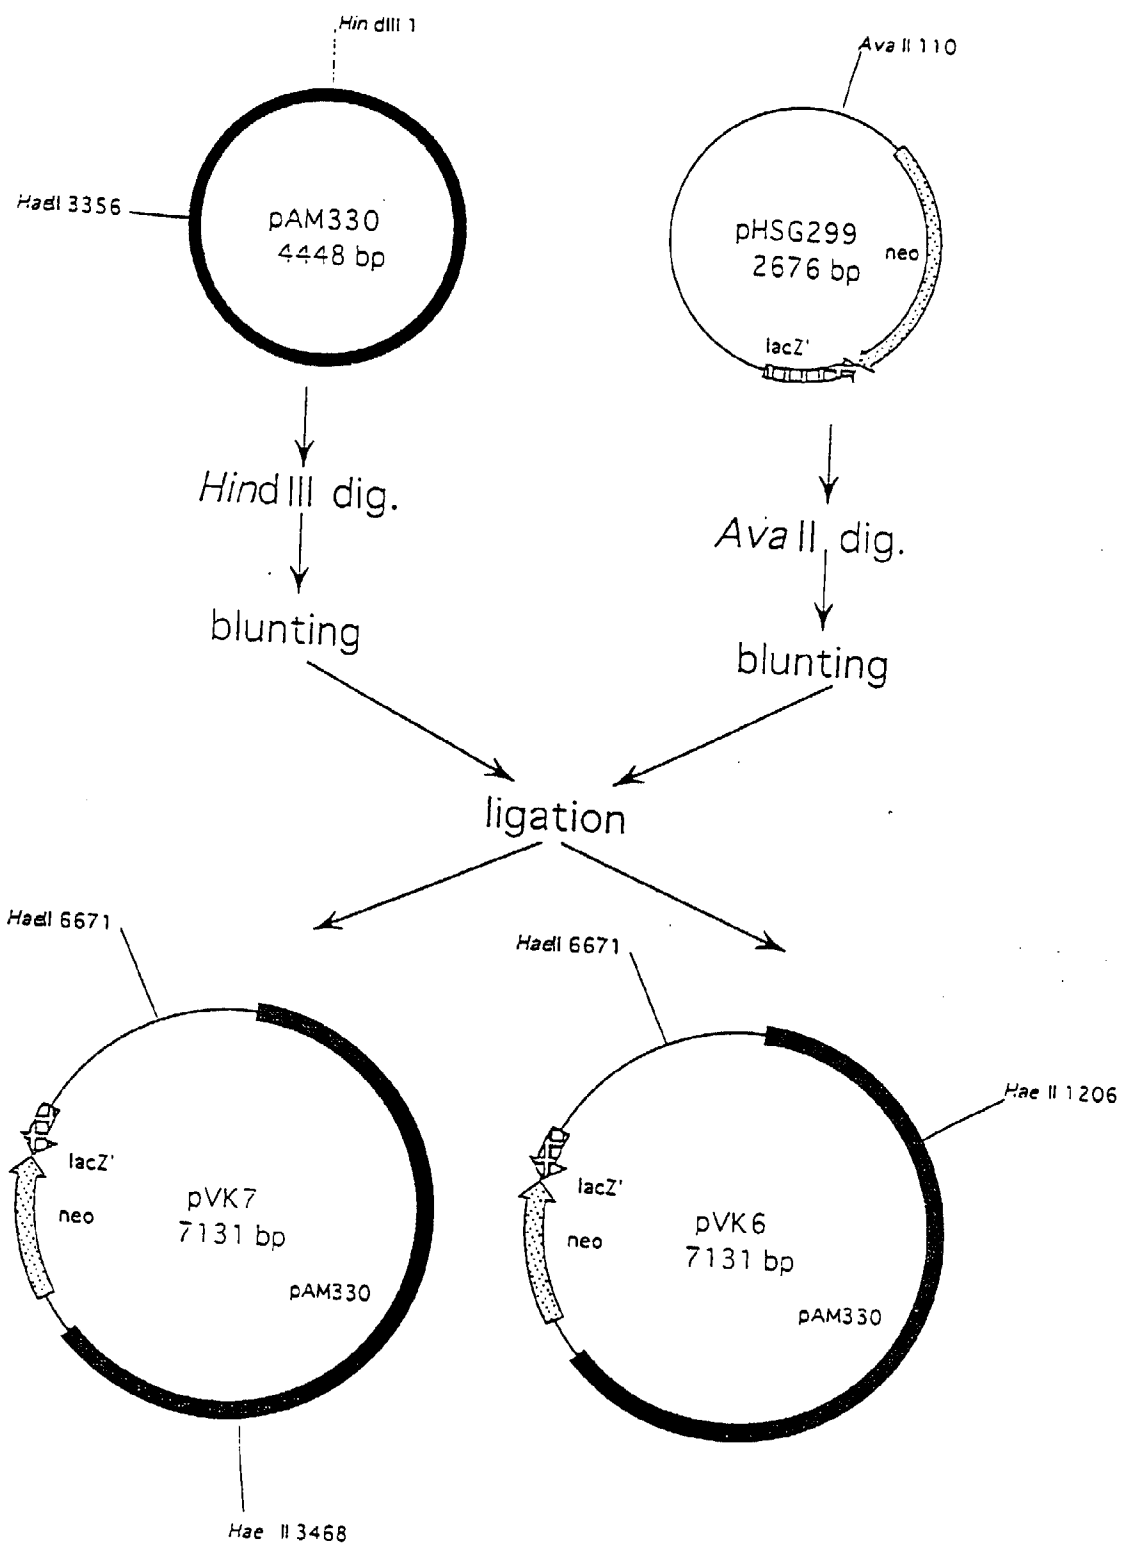 Hin dIII 1
Ava II 110
HaeII 3356
pAM330
4448 bp
pHSG299
2676 bp
neo
lacZ'
Hind III dig.
Ava II dig.
blunting
blunting
ligation
HaeII 6671
HaeII 6671
Hae II 1206
lacZ'
neo
pVK7
7131 bp
pAM330
lacZ'
neo
pVK6
7131 bp
pAM330
Hae II 3468